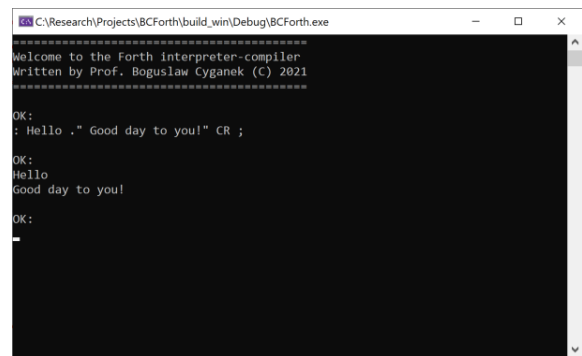 C:\Research\Projects\BCForth\build_win\Debug\BCForth.exe
==========================================
Welcome to the Forth interpreter-compiler
Written by Prof. Boguslaw Cyganek (C) 2021
==========================================
OK:
: Hello ." Good day to you!" CR ;
OK:
Hello
Good day to you!
OK: